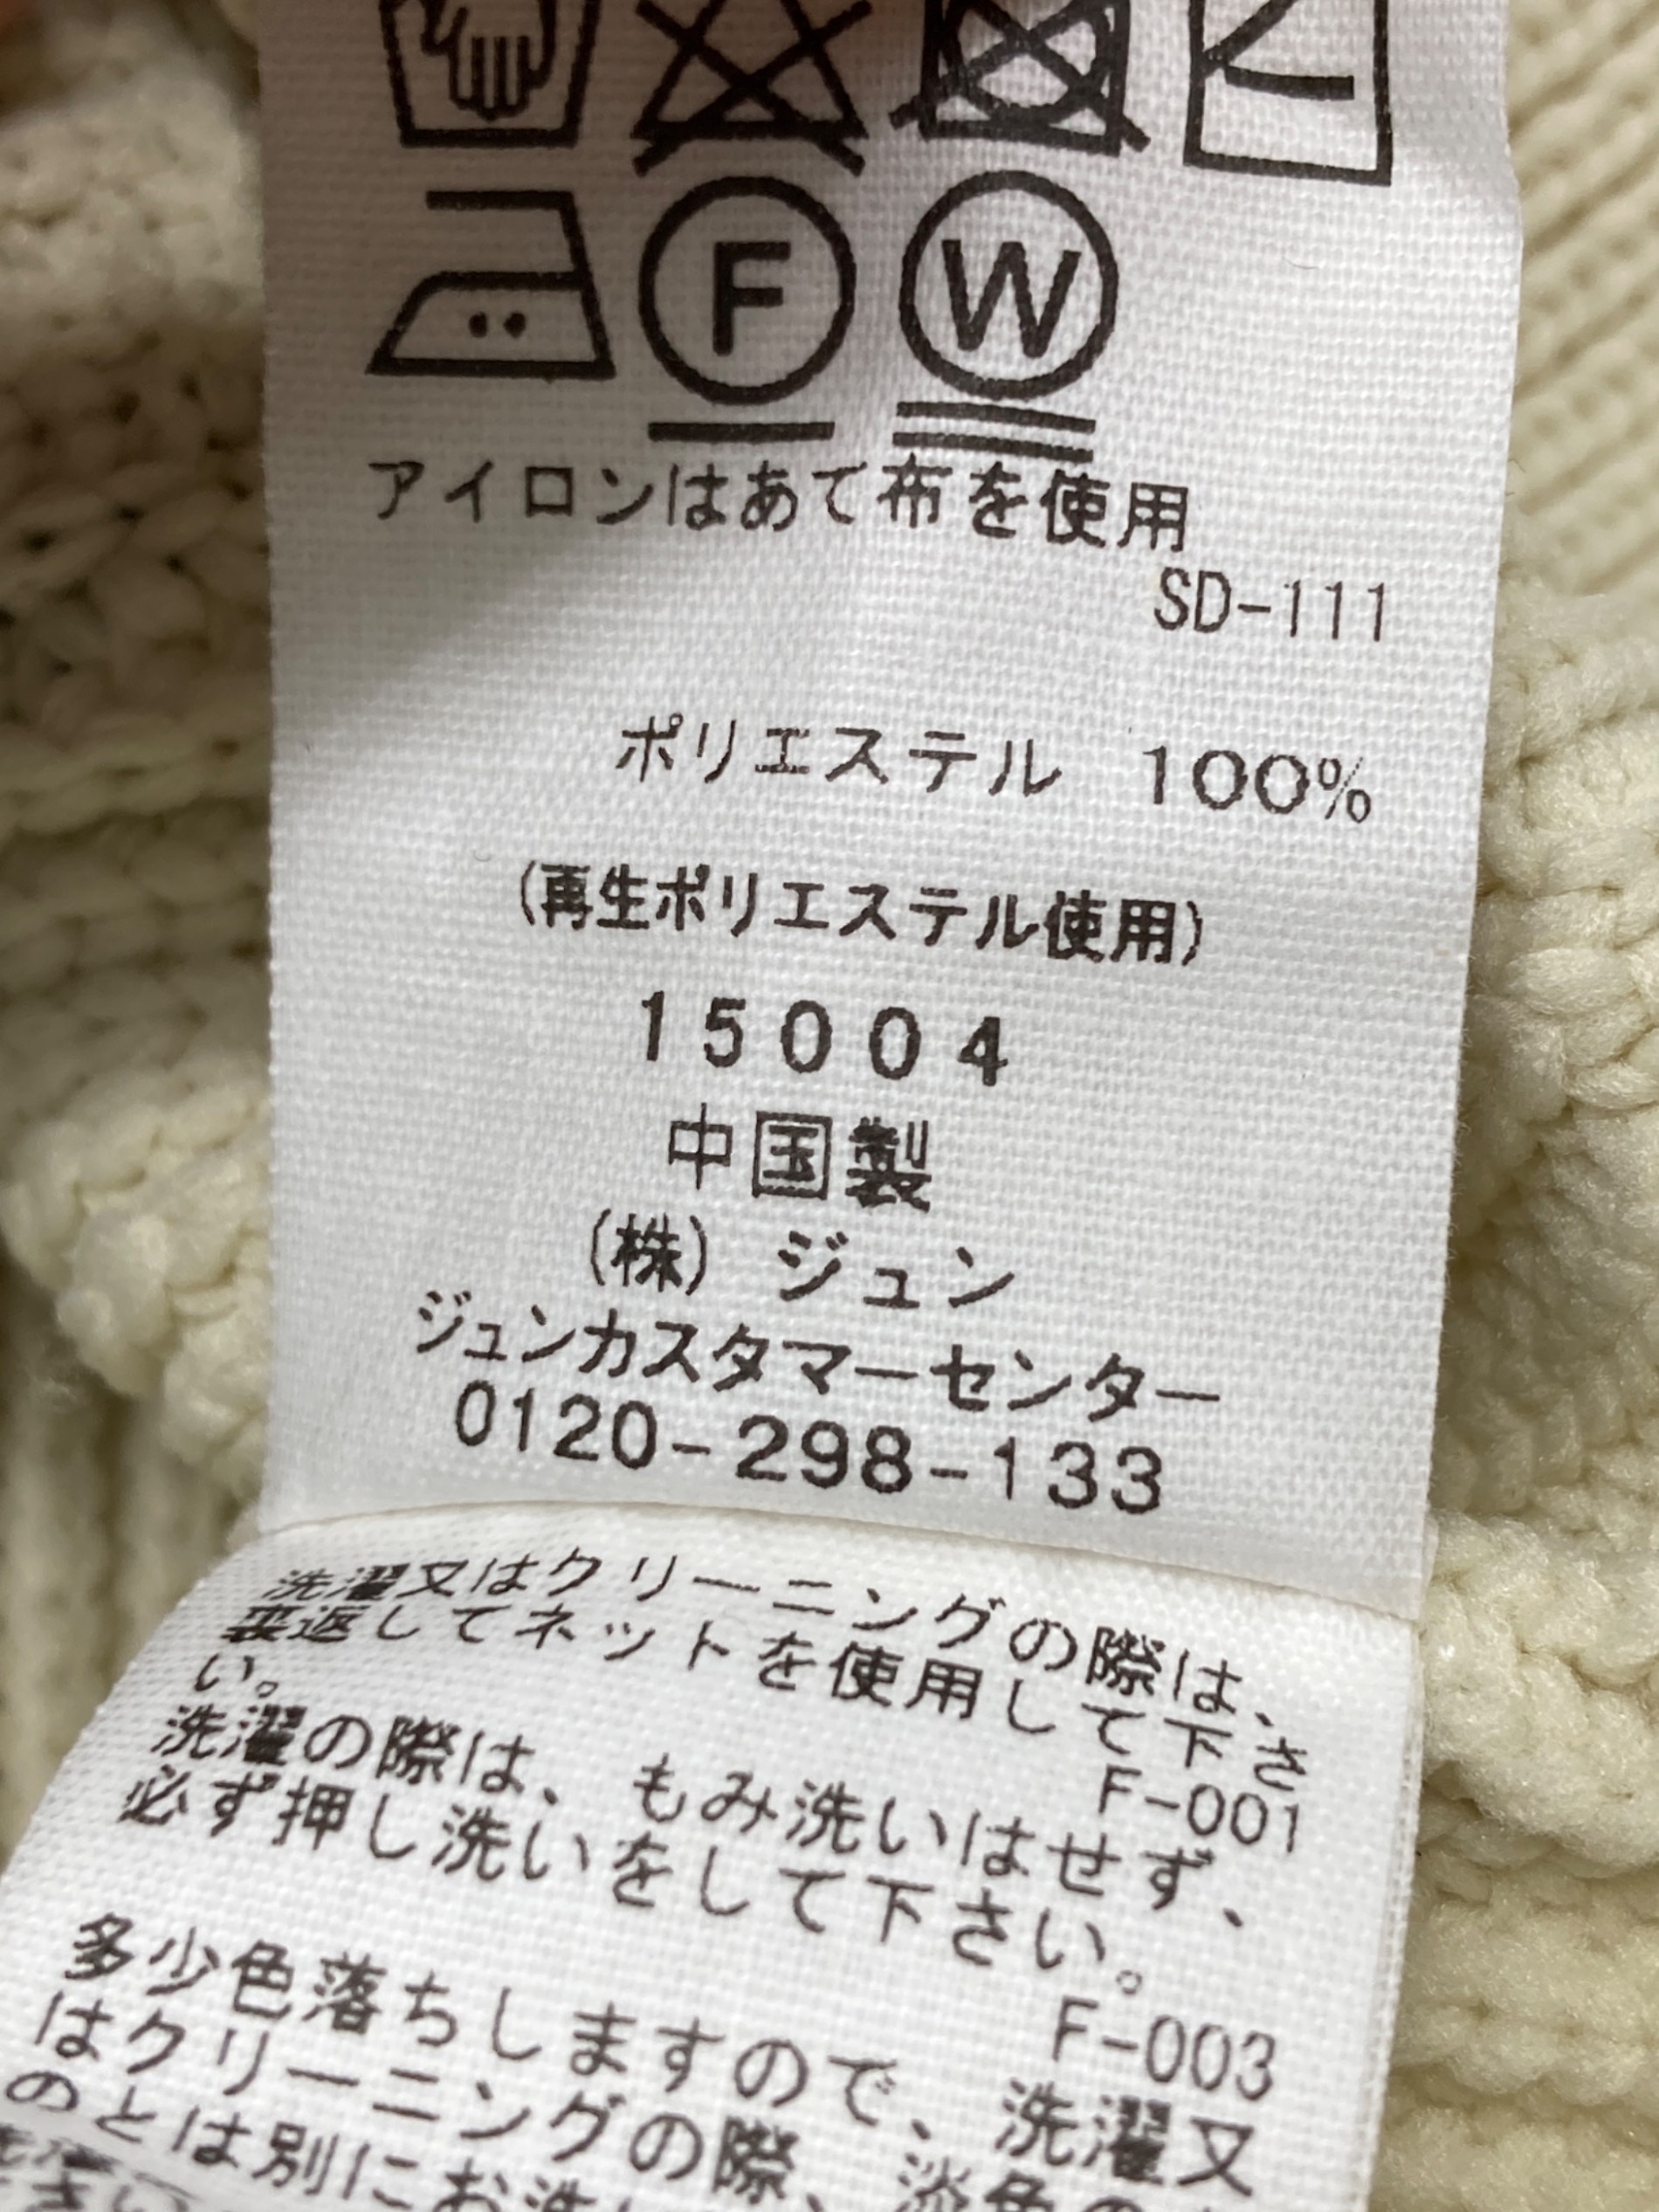 F W
アイロンはあて布を使用
SD-111
ポリエステル 100%
(再生ポリエステル使用)
15004
中国製
(株) ジュン
ジュンカスタマーセンター
0120-298-133
洗濯又はクリーニングの際は、
裏返してネットを使用して下さ
い。
F-001
洗濯の際は、もみ洗いはせず、
必ず押し洗いをして下さい。
F-003
多少色落ちしますので、洗濯又
はクリーニングの際、淡色の
のとは別にお洗